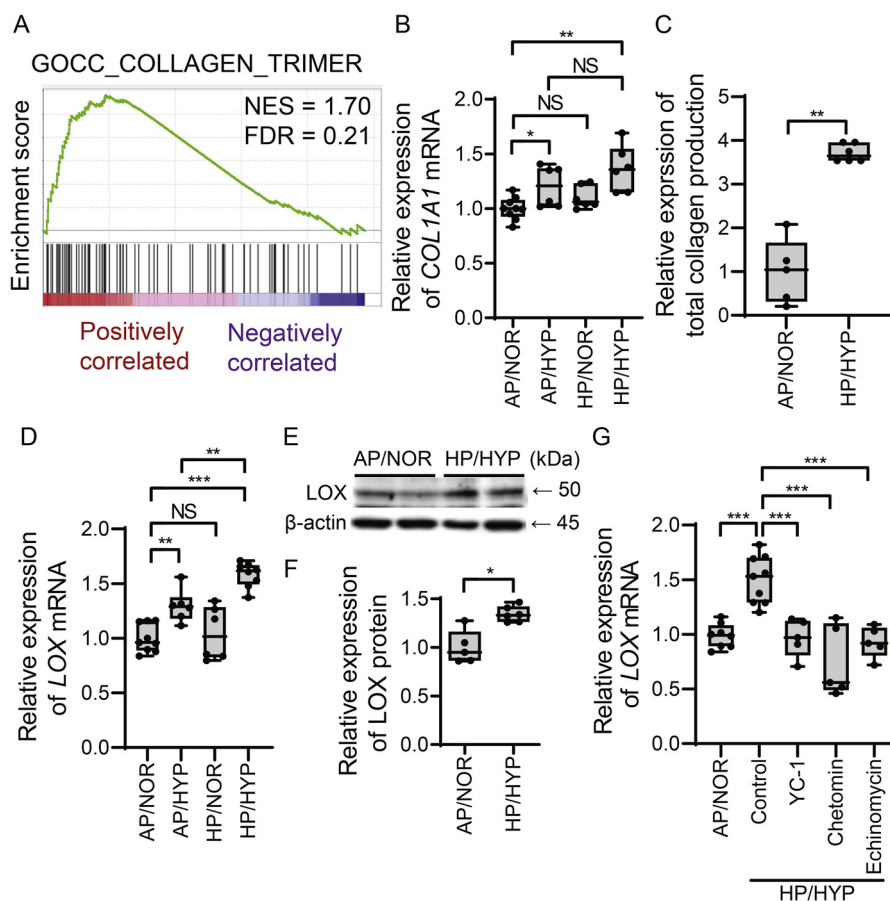 A
GOCC_COLLAGEN_TRIMER
Enrichment score
NES = 1.70
FDR = 0.21
Positively
correlated
Negatively
correlated
B
Relative expression
of COL1A1 mRNA
2.0
1.5
1.0
0.5
0.0
**
NS
NS
*
AP/NOR
AP/HYP
HP/NOR
HP/HYP
C
Relative exprssion of
total collagen production
5
4
3
2
1
0
**
AP/NOR
HP/HYP
D
Relative expression
of LOX mRNA
2.0
1.5
1.0
0.5
0.0
**
***
NS
**
AP/NOR
AP/HYP
HP/NOR
HP/HYP
E
AP/NOR HP/HYP (kDa)
LOX ← 50
β-actin ← 45
F
Relative expression
of LOX protein
1.5
1.0
0.5
0.0
*
AP/NOR
HP/HYP
G
Relative expression
of LOX mRNA
2.0
1.5
1.0
0.5
0.0
***
***
*** ***
AP/NOR
Control
YC-1
Chetomin
Echinomycin
HP/HYP